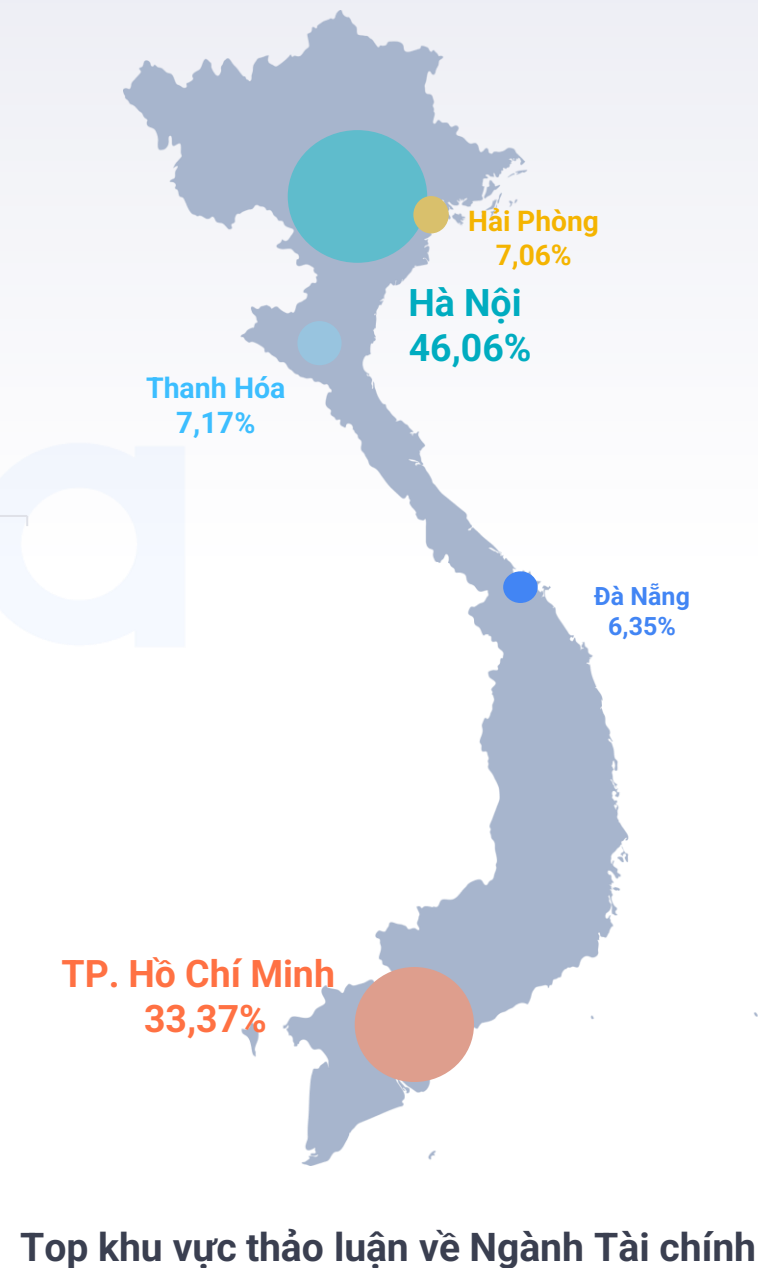 Hải Phòng
7,06%
Hà Nội
46,06%
Thanh Hóa
7,17%
Đà Nẵng
6,35%
TP. Hồ Chí Minh
33,37%
Top khu vực thảo luận về Ngành Tài chính